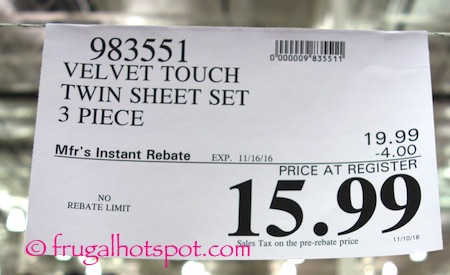 983551
0000009835511
VELVET TOUCH
TWIN SHEET SET
3 PIECE
19.99
Mfr's Instant Rebate EXP. 11/16/16 -4.00
PRICE AT REGISTER
NO
REBATE LIMIT
15.99
Sales Tax on the pre-rebate price 11/10/16
© frugalhotspot.com